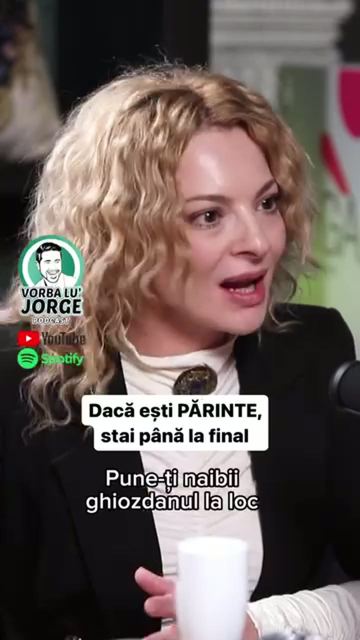 VORBA LU'
JORGE
PODCAST
YouTube
Spotify
Dacă ești PĂRINTE,
stai până la final
Pune-ți naibii
ghiozdanul la loc